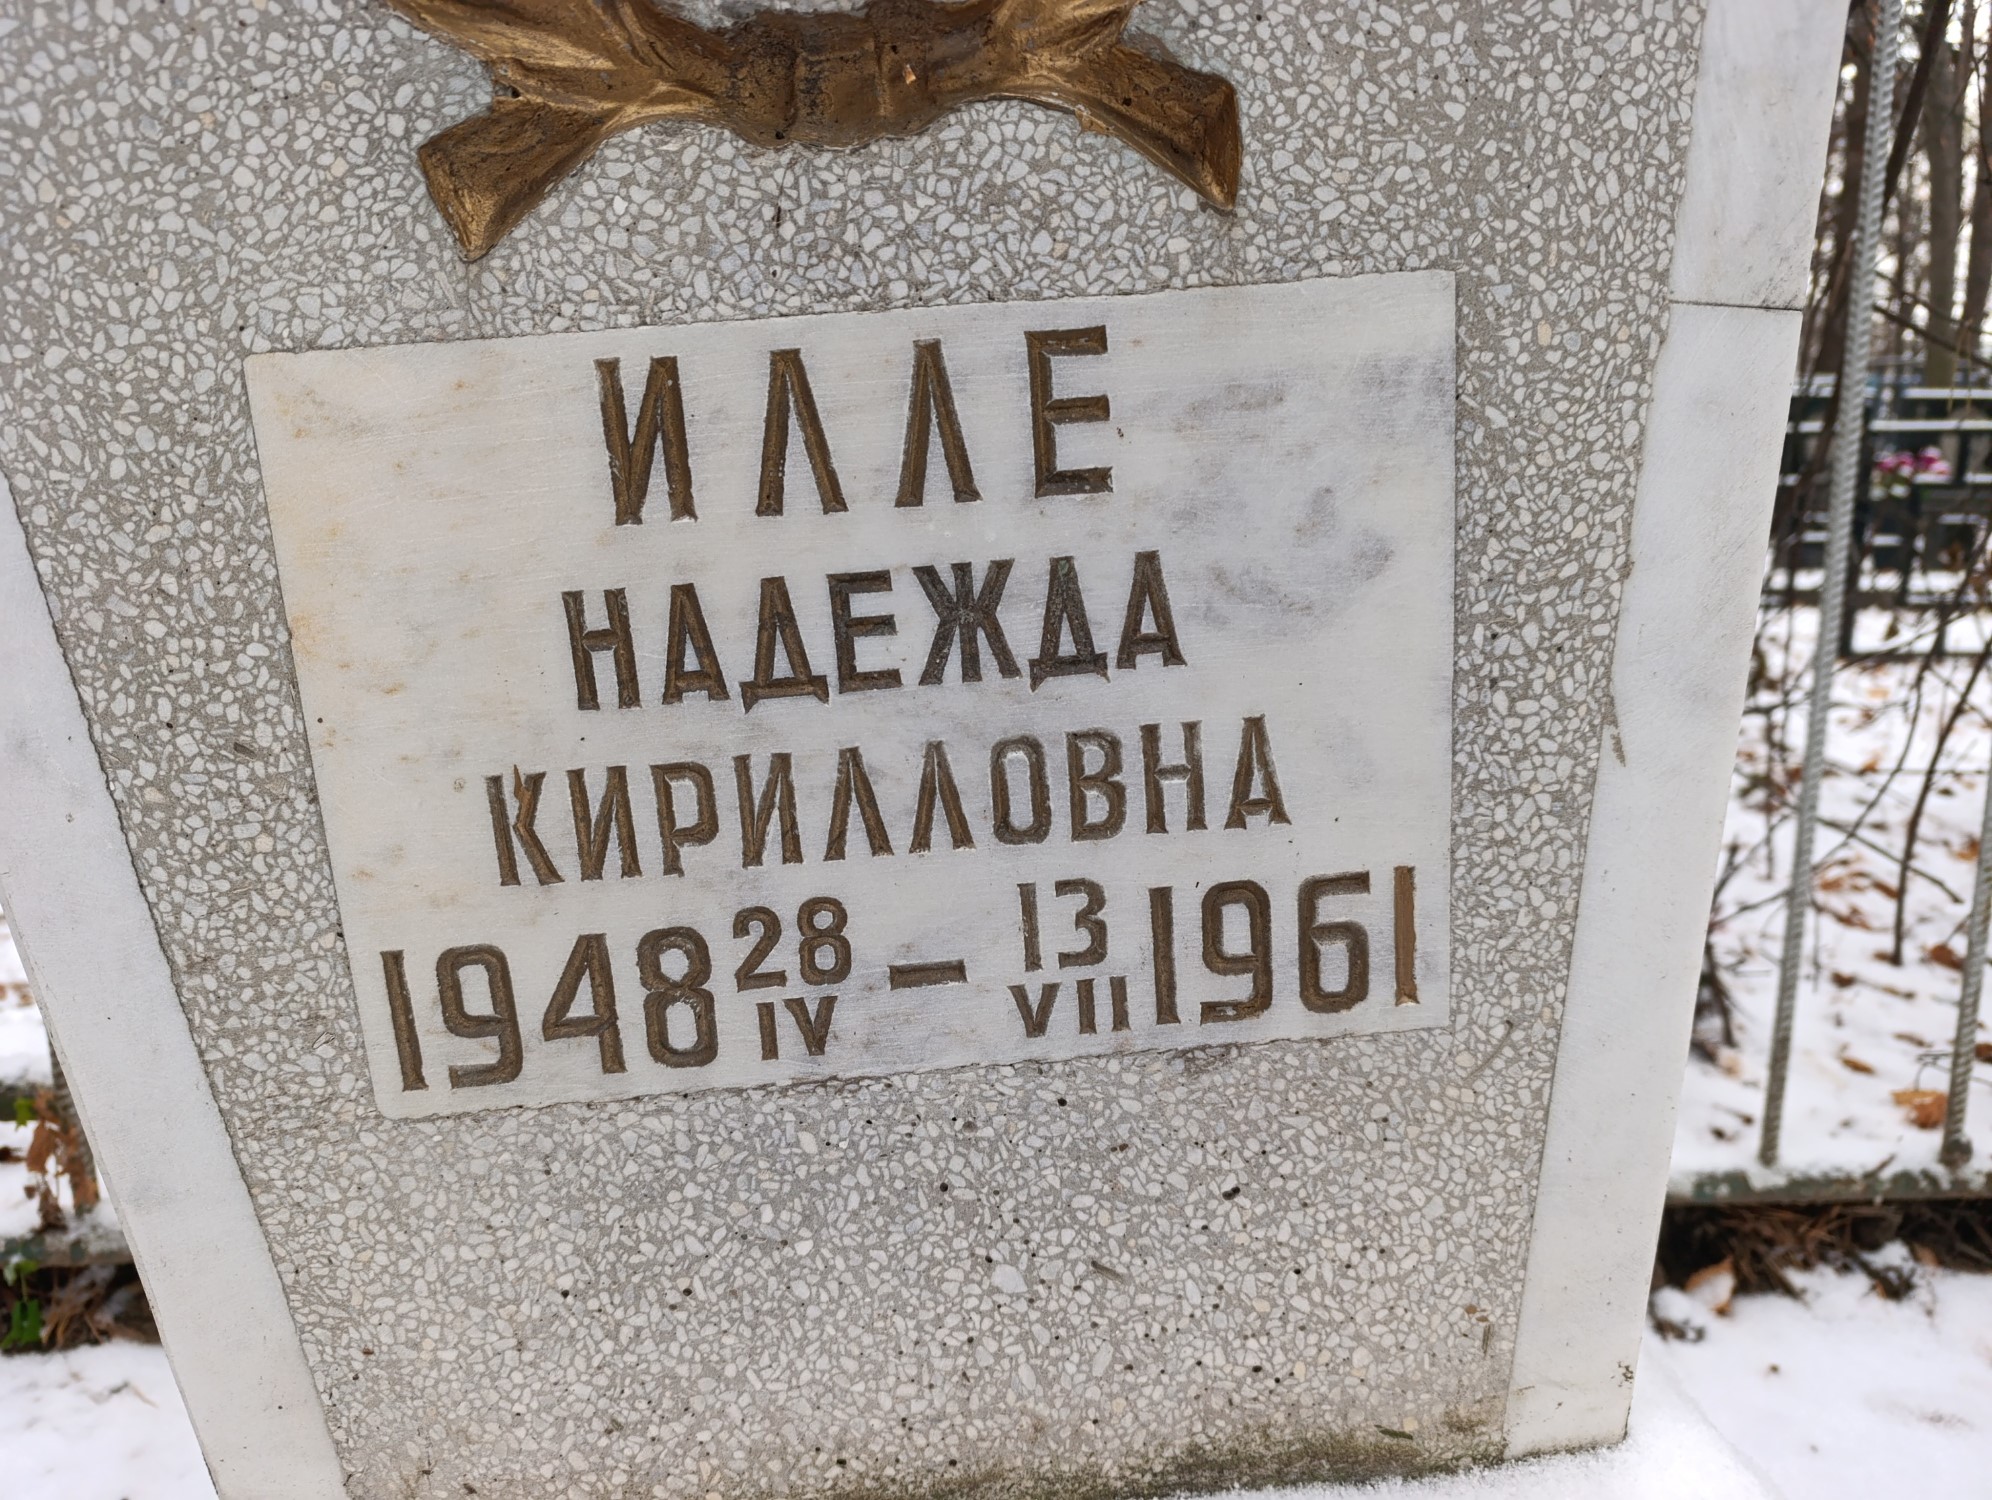 ИЛЛЕ
НАДЕЖДА
КИРИЛЛОВНА
1948 28/IV – 13/VII 1961